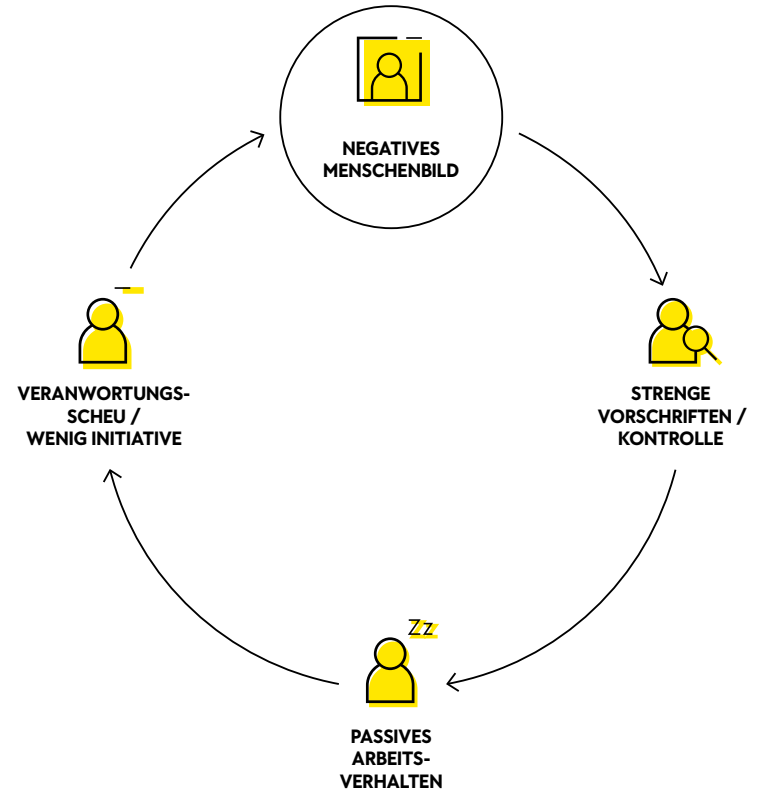 NEGATIVES
MENSCHENBILD
STRENGE
VORSCHRIFTEN /
KONTROLLE
Zz
PASSIVES
ARBEITS-
VERHALTEN
VERANWORTUNGS-
SCHEU /
WENIG INITIATIVE